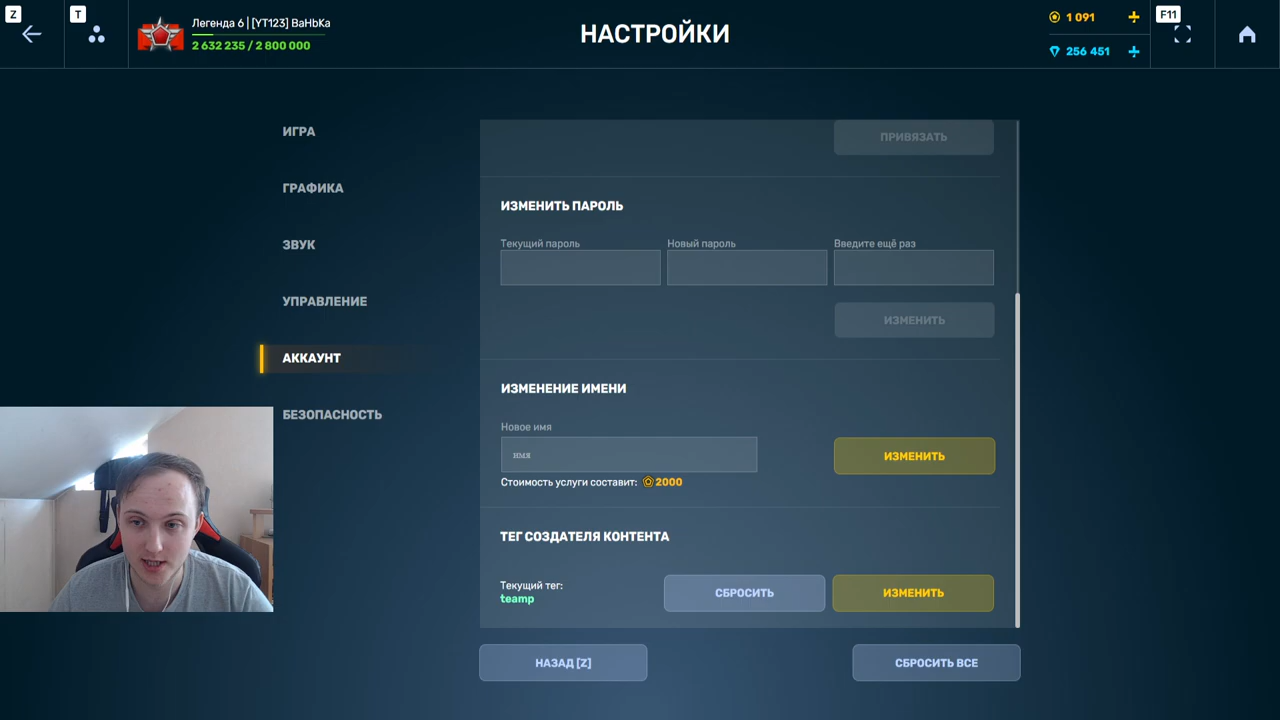 Z
T
Легенда 6 | [YT123] ВаНЬКа
2 632 235 / 2 800 000
НАСТРОЙКИ
1 091
256 451
F11
ИГРА
ГРАФИКА
ЗВУК
УПРАВЛЕНИЕ
АККАУНТ
БЕЗОПАСНОСТЬ
ПРИВЯЗАТЬ
ИЗМЕНИТЬ ПАРОЛЬ
Текущий пароль
Новый пароль
Введите ещё раз
ИЗМЕНИТЬ
ИЗМЕНЕНИЕ ИМЕНИ
Новое имя
имя
ИЗМЕНИТЬ
Стоимость услуги составит: 2000
ТЕГ СОЗДАТЕЛЯ КОНТЕНТА
Текущий тег:
teamp
СБРОСИТЬ
ИЗМЕНИТЬ
НАЗАД [Z]
СБРОСИТЬ ВСЕ